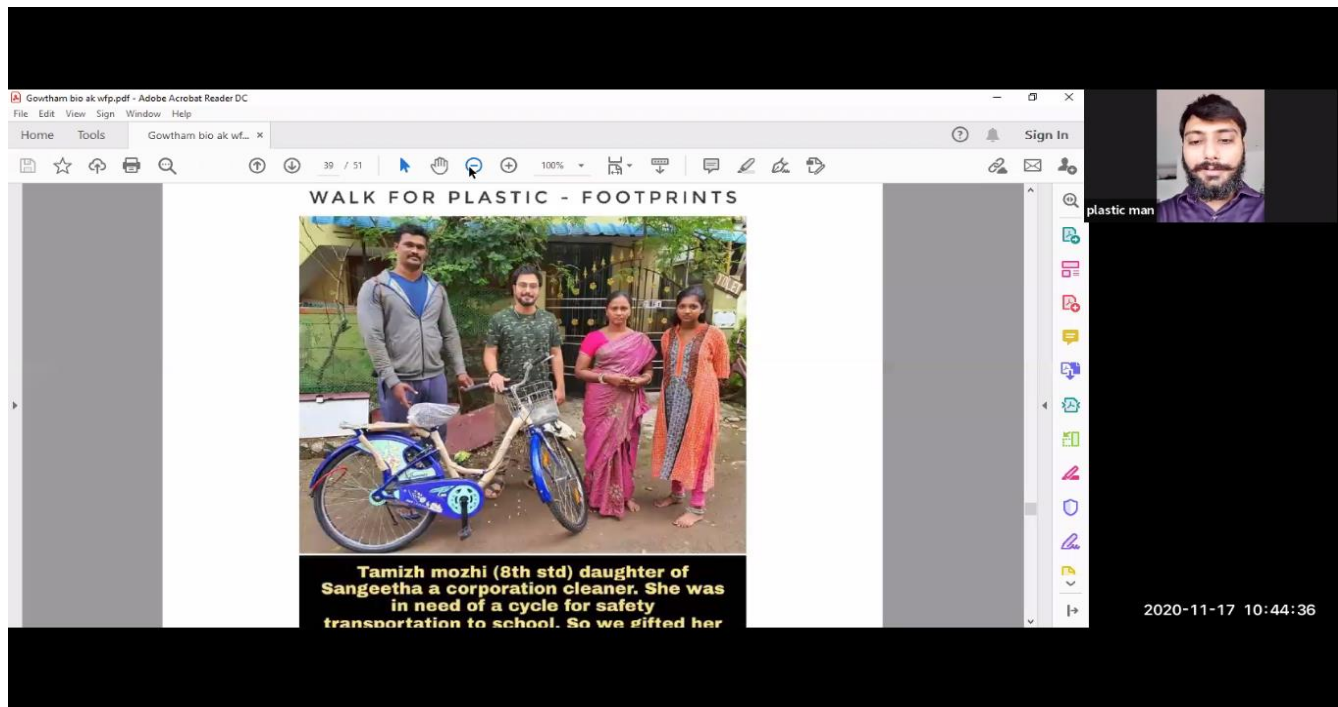 Gowtham bio ak wfp.pdf - Adobe Acrobat Reader DC
File Edit View Sign Window Help
Home Tools Gowtham bio ak wf... × Sign In
39 / 51 100%
WALK FOR PLASTIC - FOOTPRINTS
plastic man
Tamizh mozhi (8th std) daughter of
Sangeetha a corporation cleaner. She was
in need of a cycle for safety
transportation to school. So we gifted her
2020-11-17 10:44:36